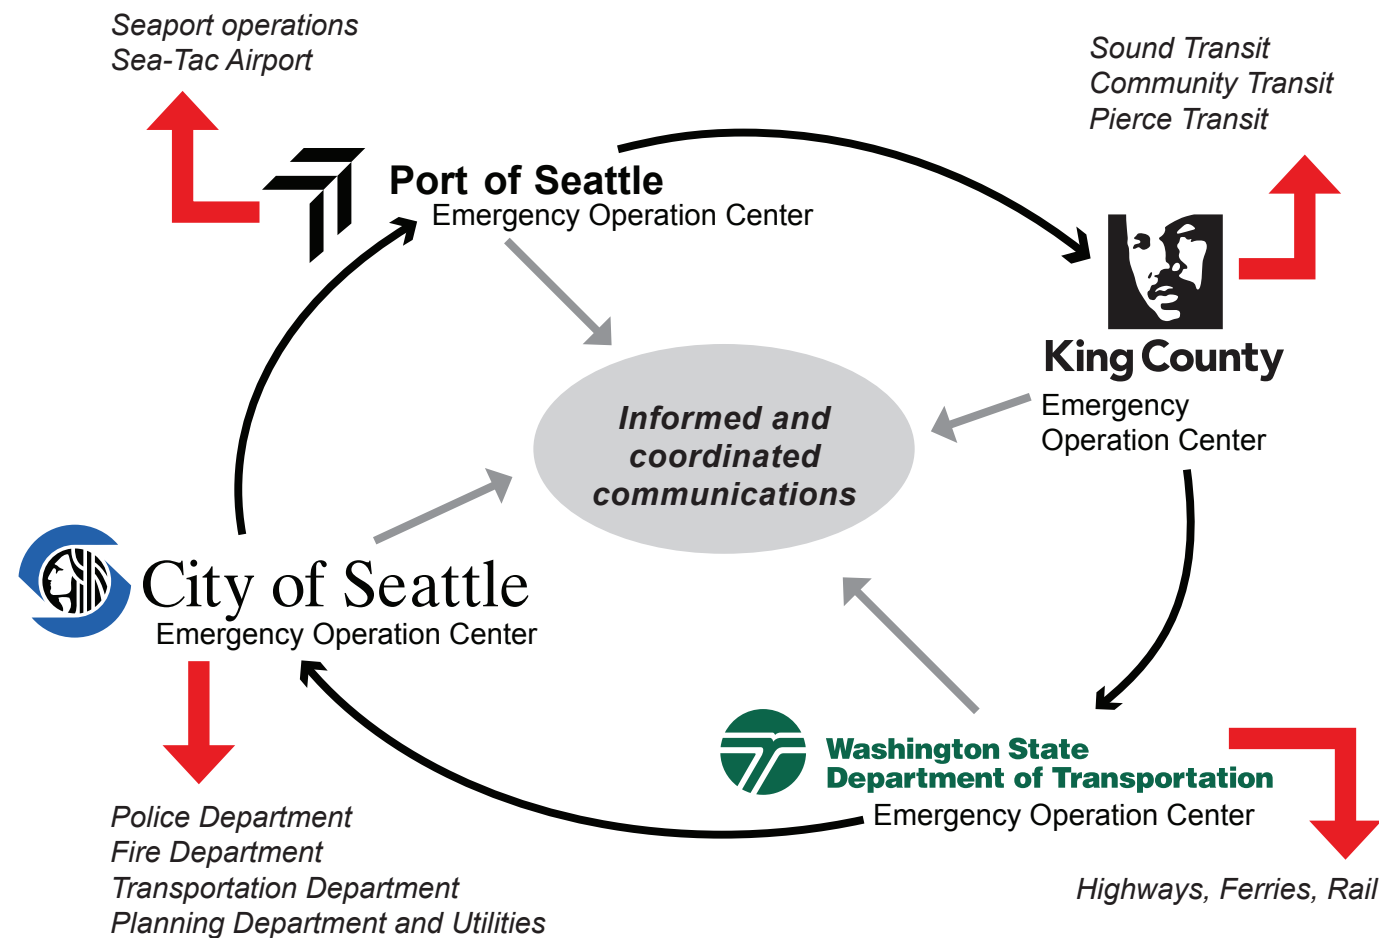 Seaport operations
Sea-Tac Airport
Sound Transit
Community Transit
Pierce Transit
Port of Seattle
Emergency Operation Center
King County
Emergency
Operation Center
Informed and
coordinated
communications
City of Seattle
Emergency Operation Center
Washington State
Department of Transportation
Emergency Operation Center
Police Department
Fire Department
Transportation Department
Planning Department and Utilities
Highways, Ferries, Rail